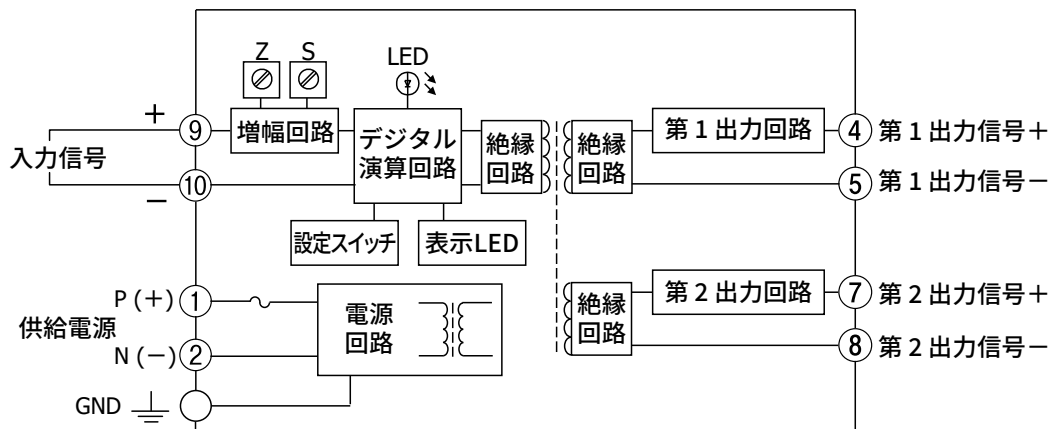 Z
S
LED
+
9
増幅回路
デジタル
演算回路
絶縁
回路
絶縁
回路
第1出力回路
4
第1出力信号+
入力信号
10
−
5
第1出力信号−
設定スイッチ
表示LED
P (+)
1
供給電源
N (−)
2
電源
回路
絶縁
回路
第2出力回路
7
第2出力信号+
8
第2出力信号−
GND